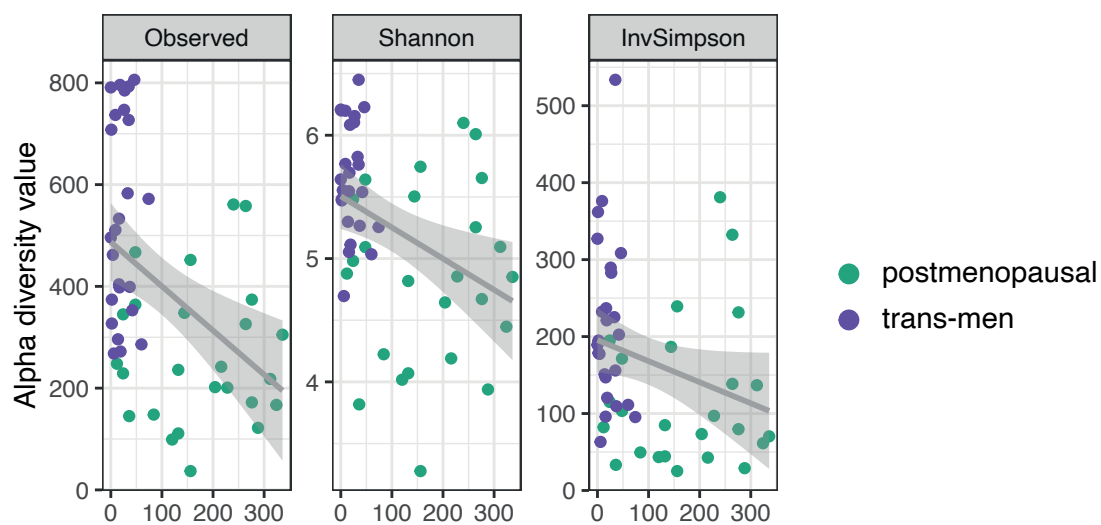 Observed Shannon InvSimpson
Alpha diversity value
800
600
400
200
0
6
5
4
500
400
300
200
100
0
0 100 200 300 0 100 200 300 0 100 200 300
postmenopausal
trans-men